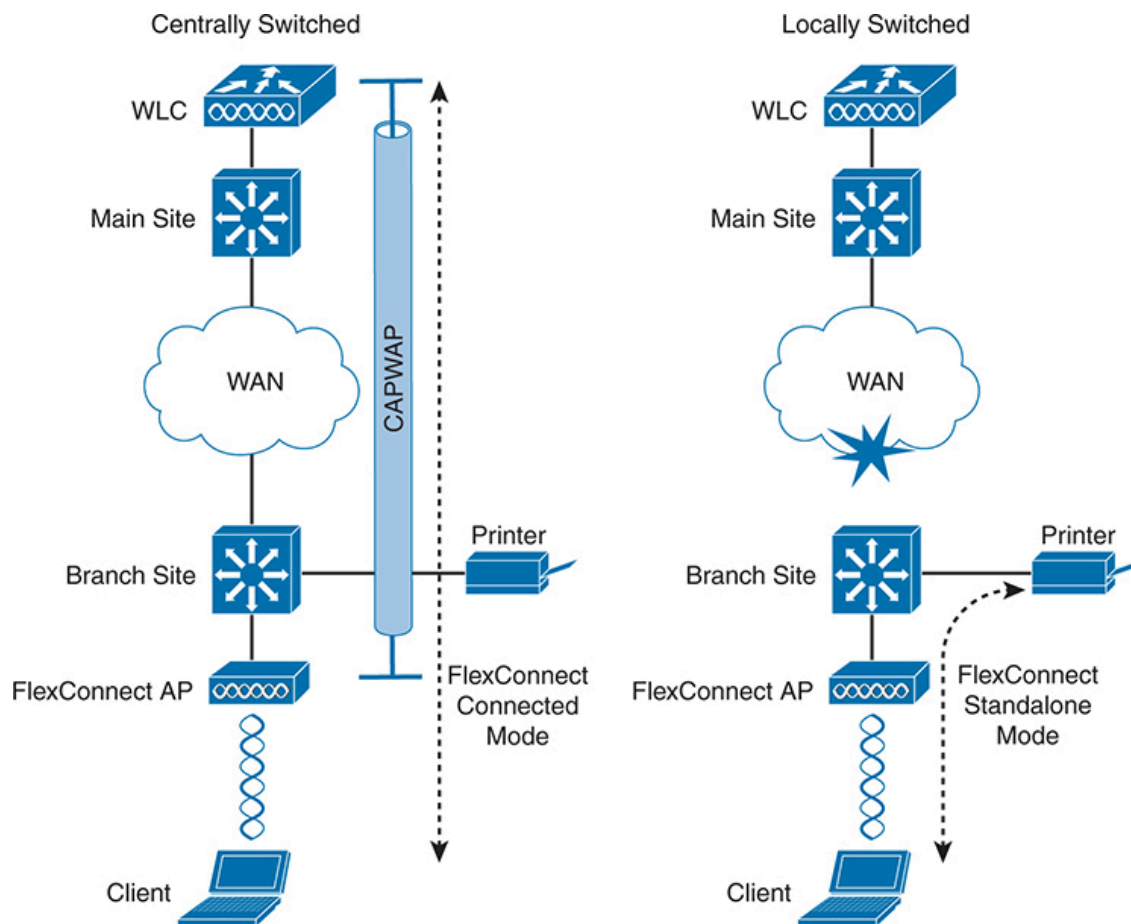 Centrally Switched
WLC
Main Site
WAN
CAPWAP
Printer
Branch Site
FlexConnect AP
FlexConnect
Connected
Mode
Client
Locally Switched
WLC
Main Site
WAN
Printer
Branch Site
FlexConnect AP
FlexConnect
Standalone
Mode
Client